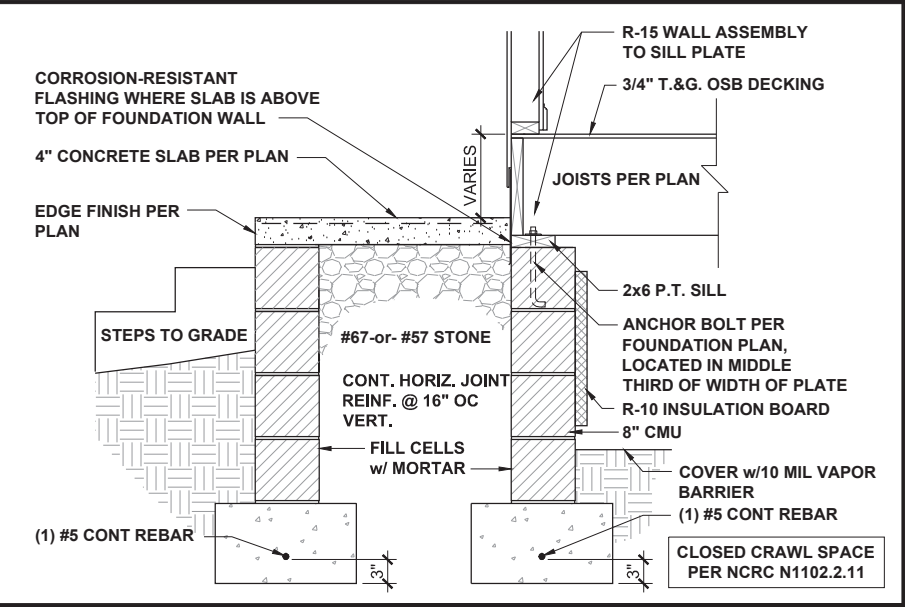 CORROSION-RESISTANT
FLASHING WHERE SLAB IS ABOVE
TOP OF FOUNDATION WALL
4" CONCRETE SLAB PER PLAN
EDGE FINISH PER
PLAN
STEPS TO GRADE
(1) #5 CONT REBAR
3"
VARIES
#67-or- #57 STONE
CONT. HORIZ. JOINT
REINF. @ 16" OC
VERT.
FILL CELLS
w/ MORTAR
3"
R-15 WALL ASSEMBLY
TO SILL PLATE
3/4" T.&G. OSB DECKING
JOISTS PER PLAN
2x6 P.T. SILL
ANCHOR BOLT PER
FOUNDATION PLAN,
LOCATED IN MIDDLE
THIRD OF WIDTH OF PLATE
R-10 INSULATION BOARD
8" CMU
COVER w/10 MIL VAPOR
BARRIER
(1) #5 CONT REBAR
CLOSED CRAWL SPACE
PER NCRC N1102.2.11